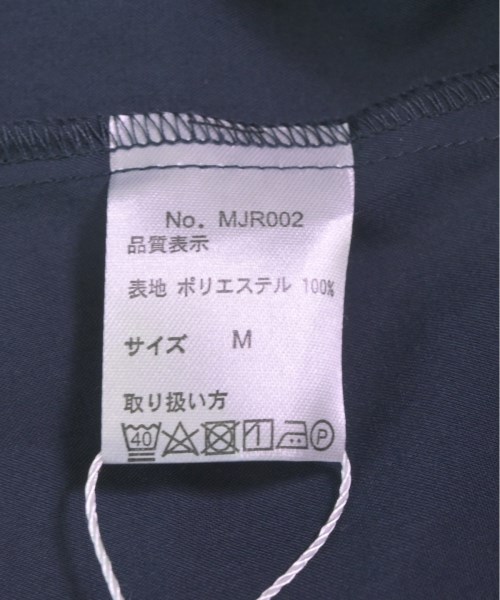 No. MJR002
品質表示
表地 ポリエステル 100%
サイズ M
取り扱い方
40 P